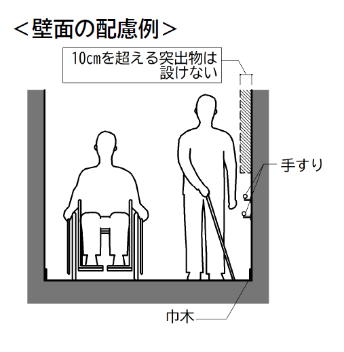 ＜壁面の配慮例＞
10cmを超える突出物は
設けない
手すり
巾木